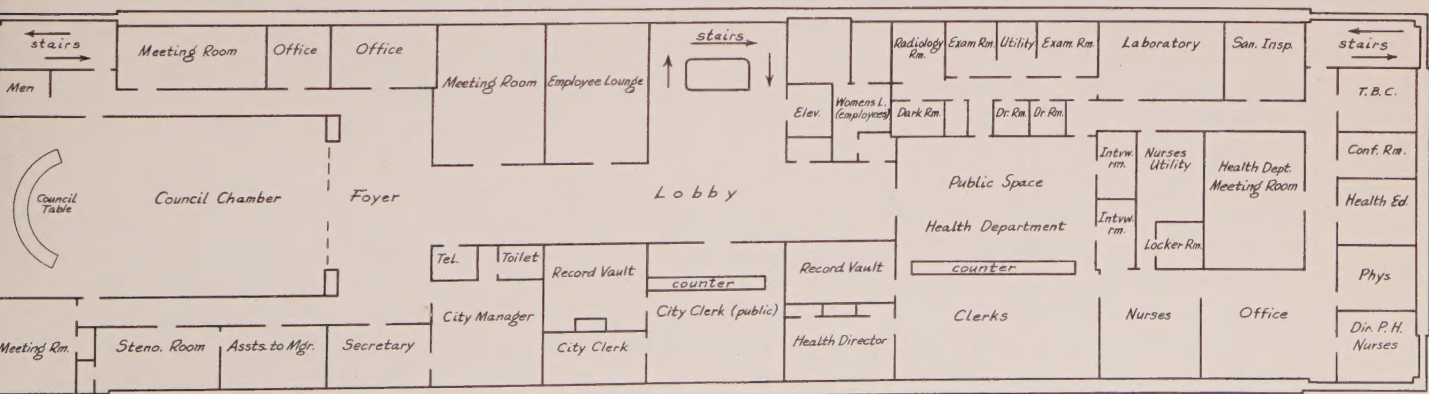 stairs
Meeting Room
Office
Office
Meeting Room
Employee Lounge
stairs
Radiology
Rm.
Exam Rm.
Utility
Exam. Rm.
Laboratory
San. Insp.
stairs
Men
Elev.
Womens L.
(employees)
Dark Rm.
Dr. Rm.
Dr Rm.
T.B.C.
Council
Table
Council Chamber
Foyer
Lobby
Public Space
Health Department
Intvw.
rm.
Intvw.
rm.
Nurses
Utility
Locker Rm.
Health Dept.
Meeting Room
Conf. Rm.
Health Ed.
Tel.
Toilet
Record Vault
counter
Record Vault
counter
Phys
Meeting Rm.
Steno. Room
Assts. to Mgr.
Secretary
City Manager
City Clerk
City Clerk (public)
Health Director
Clerks
Nurses
Office
Dir. P. H.
Nurses